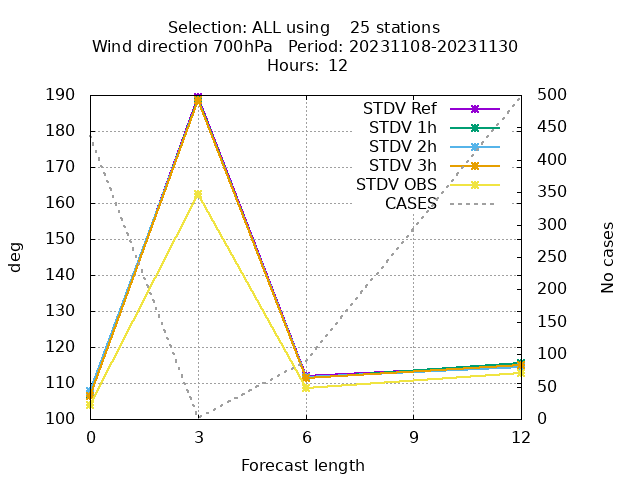 Selection: ALL using    25 stations
Wind direction 700hPa   Period: 20231108-20231130
Hours: 12
190 500
STDV Ref
180 450
STDV 1h
STDV 2h
170 400
STDV 3h
STDV OBS
160 350
CASES
150 300
140 250
130 200
120 150
110 100
100 50
0
deg
No cases
0 3 6 9 12
Forecast length